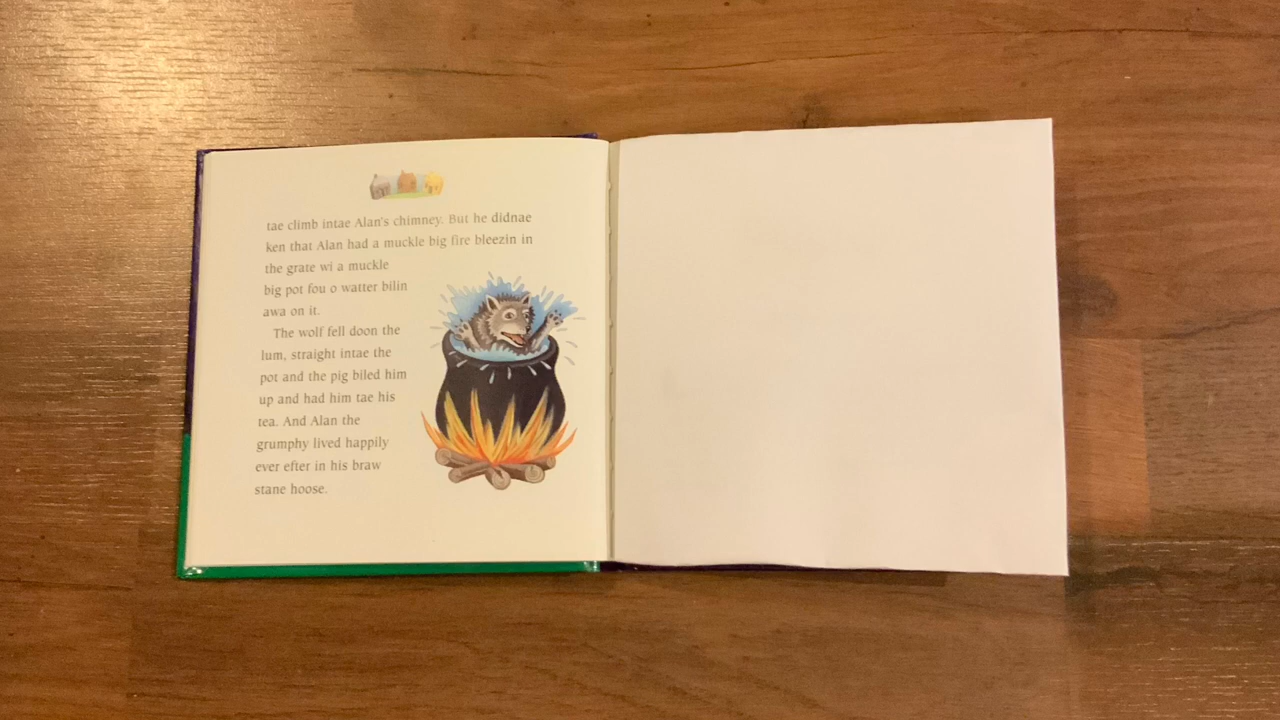 tae climb intae Alan's chimney. But he didnae
ken that Alan had a muckle big fire bleezin in
the grate wi a muckle
big pot fou o watter bilin
awa on it.
The wolf fell doon the
lum, straight intae the
pot and the pig biled him
up and had him tae his
tea. And Alan the
grumphy lived happily
ever efter in his braw
stane hoose.